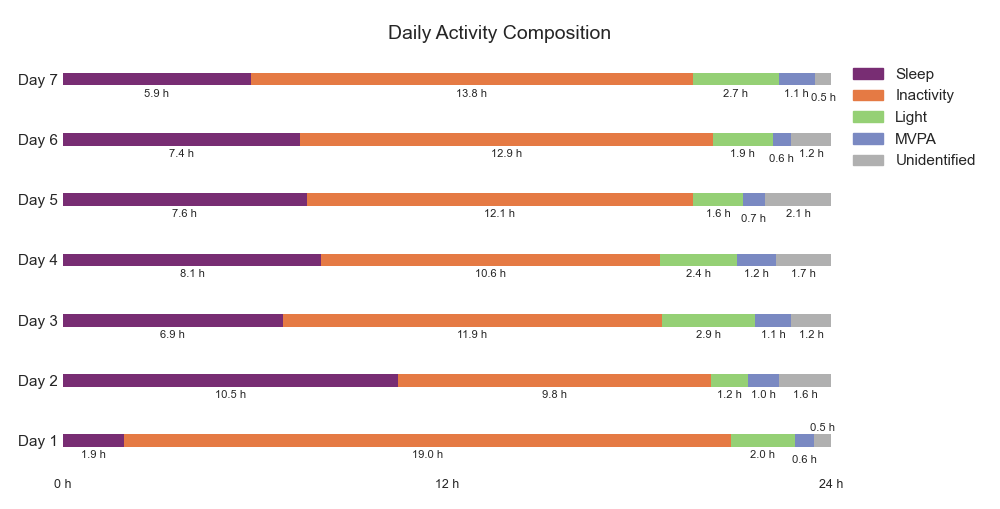 Daily Activity Composition
Day 7
5.9 h 13.8 h 2.7 h 1.1 h 0.5 h
Day 6
7.4 h 12.9 h 1.9 h 0.6 h 1.2 h
Day 5
7.6 h 12.1 h 1.6 h 0.7 h 2.1 h
Day 4
8.1 h 10.6 h 2.4 h 1.2 h 1.7 h
Day 3
6.9 h 11.9 h 2.9 h 1.1 h 1.2 h
Day 2
10.5 h 9.8 h 1.2 h 1.0 h 1.6 h
Day 1
1.9 h 19.0 h 2.0 h 0.6 h 0.5 h
0 h 12 h 24 h
Sleep
Inactivity
Light
MVPA
Unidentified